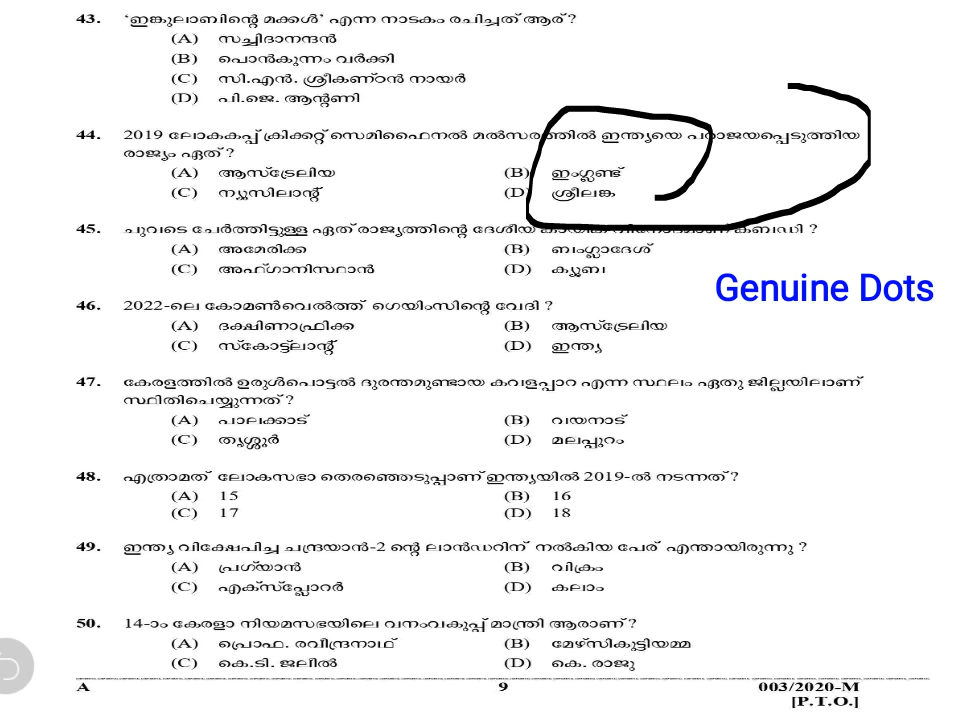 43. ‘ഇങ്കുലാബിന്റെ മക്കൾ’ എന്ന നാടകം രചിച്ചത് ആര് ?
(A) സച്ചിദാനന്ദൻ
(B) പൊൻകുന്നം വർക്കി
(C) സി.എൻ. ശ്രീകണ്ഠൻ നായർ
(D) പി.ജെ. ആന്റണി
44. 2019 ലോകകപ്പ് ക്രിക്കറ്റ് സെമിഫൈനൽ മൽസരത്തിൽ ഇന്ത്യയെ പരാജയപ്പെടുത്തിയ
രാജ്യം ഏത് ?
(A) ആസ്ട്രേലിയ (B) ഇംഗ്ലണ്ട്
(C) ന്യൂസിലാന്റ് (D) ശ്രീലങ്ക
45. ചുവടെ ചേർത്തിട്ടുള്ള ഏത് രാജ്യത്തിന്റെ ദേശീയ കായിക വിനോദമാണ് കബഡി ?
(A) അമേരിക്ക (B) ബംഗ്ലാദേശ്
(C) അഫ്ഗാനിസ്ഥാൻ (D) ക്യൂബ
Genuine Dots
46. 2022-ലെ കോമൺവെൽത്ത് ഗെയിംസിന്റെ വേദി ?
(A) ദക്ഷിണാഫ്രിക്ക (B) ആസ്ട്രേലിയ
(C) സ്കോട്ട്ലാന്റ് (D) ഇന്ത്യ
47. കേരളത്തിൽ ഉരുൾപൊട്ടൽ ദുരന്തമുണ്ടായ കവളപ്പാറ എന്ന സ്ഥലം ഏതു ജില്ലയിലാണ്
സ്ഥിതിചെയ്യുന്നത് ?
(A) പാലക്കാട് (B) വയനാട്
(C) തൃശ്ശൂർ (D) മലപ്പുറം
48. എത്രാമത് ലോകസഭാ തെരഞ്ഞെടുപ്പാണ് ഇന്ത്യയിൽ 2019-ൽ നടന്നത് ?
(A) 15 (B) 16
(C) 17 (D) 18
49. ഇന്ത്യ വിക്ഷേപിച്ച ചന്ദ്രയാൻ-2 ന്റെ ലാൻഡറിന് നൽകിയ പേര് എന്തായിരുന്നു ?
(A) പ്രഗ്യാൻ (B) വിക്രം
(C) എക്സ്പ്ലോറർ (D) കലാം
50. 14-ാം കേരളാ നിയമസഭയിലെ വനംവകുപ്പ് മന്ത്രി ആരാണ് ?
(A) പ്രൊഫ. രവീന്ദ്രനാഥ് (B) മേഴ്സികുട്ടിയമ്മ
(C) കെ.ടി. ജലീൽ (D) കെ. രാജു
A 9 003/2020-M
[P.T.O.]